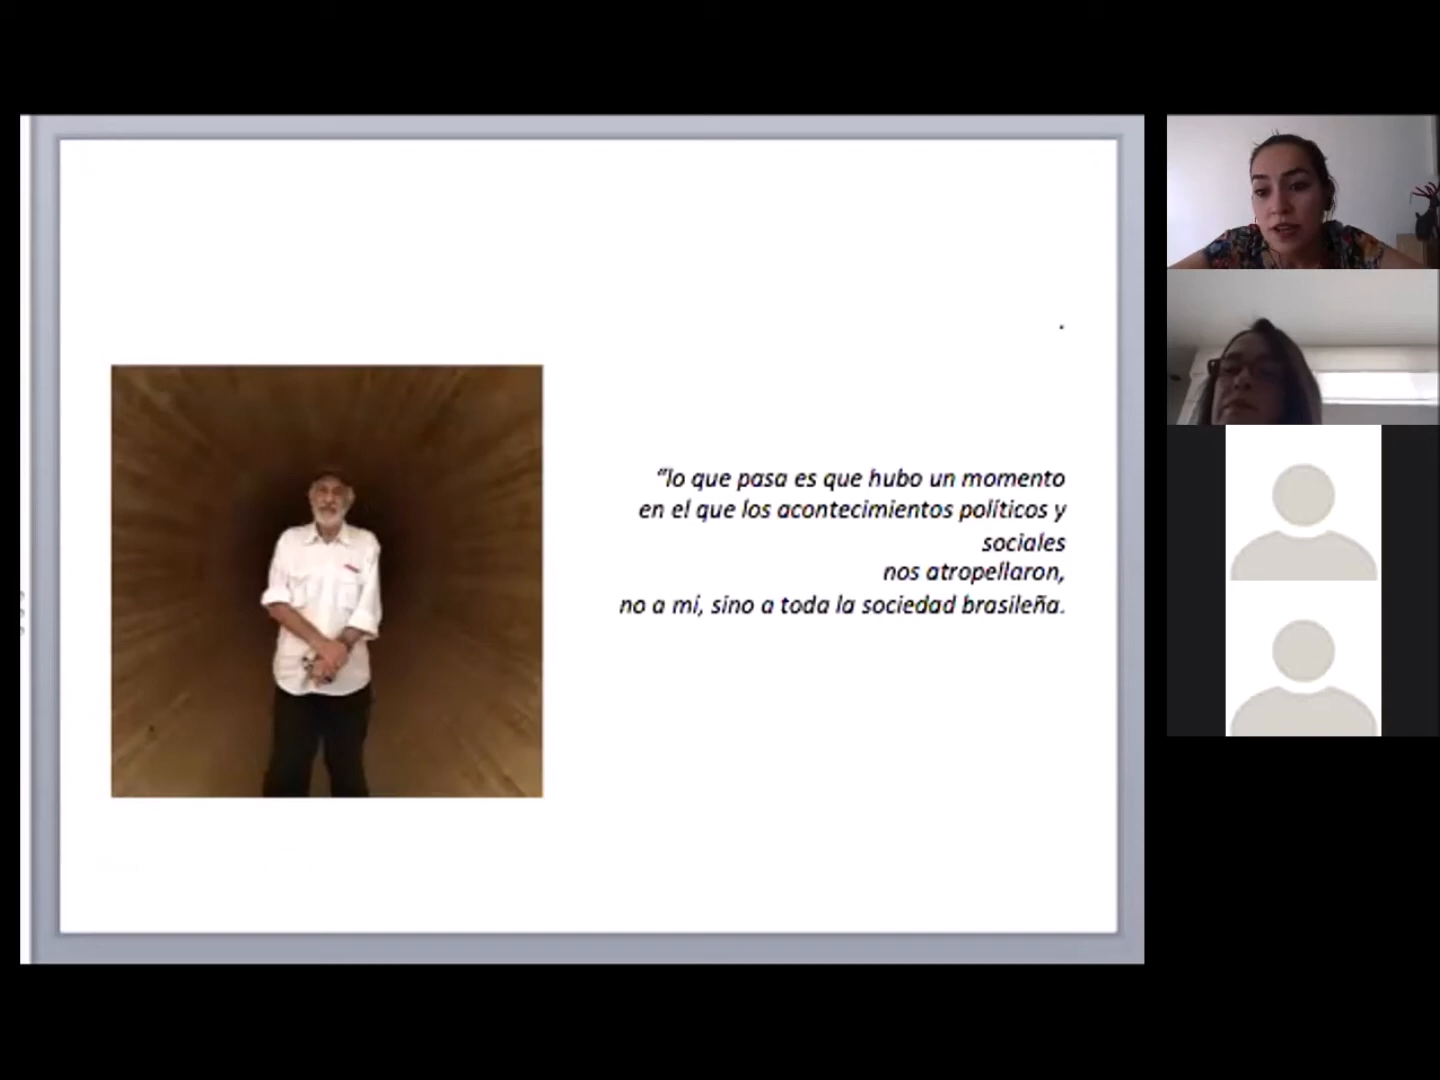 .
“lo que pasa es que hubo un momento
en el que los acontecimientos políticos y
sociales
nos atropellaron,
no a mí, sino a toda la sociedad brasileña.